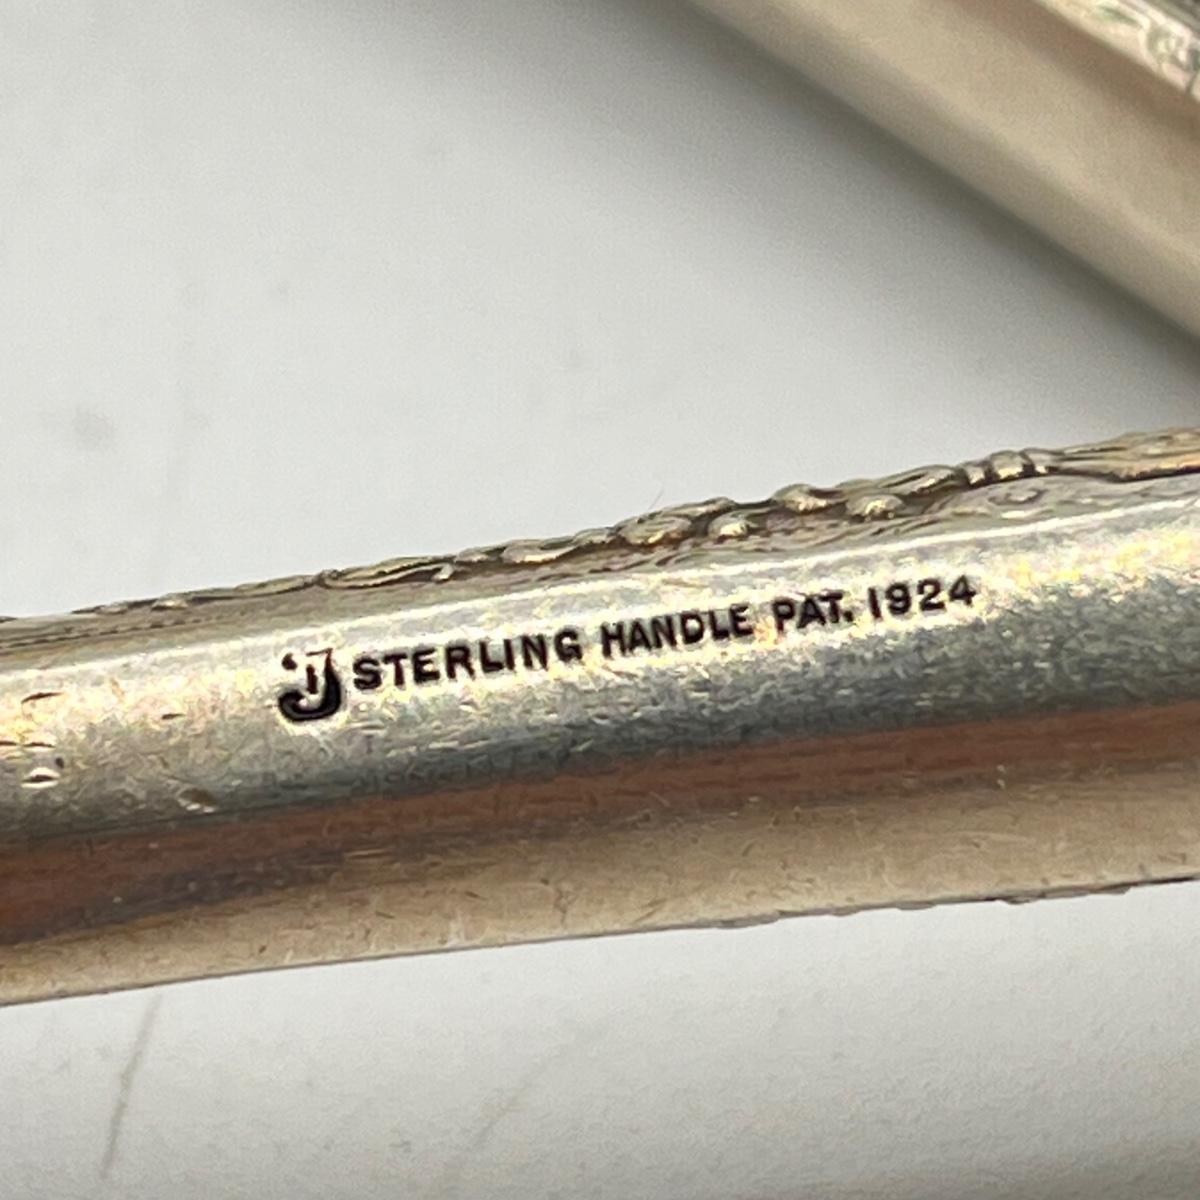 STERLING HANDLE PAT. 1924